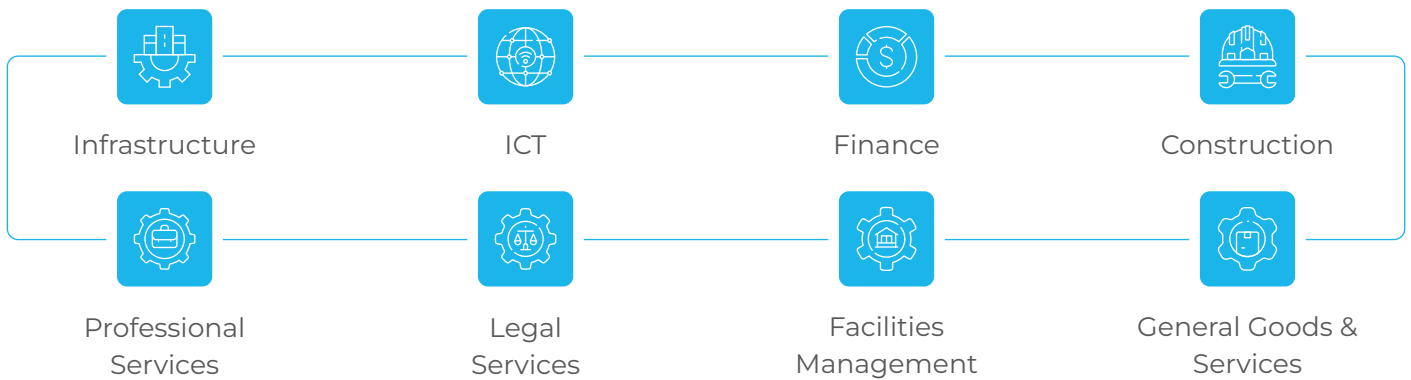 Infrastructure
ICT
Finance
Construction
Professional
Services
Legal
Services
Facilities
Management
General Goods &
Services